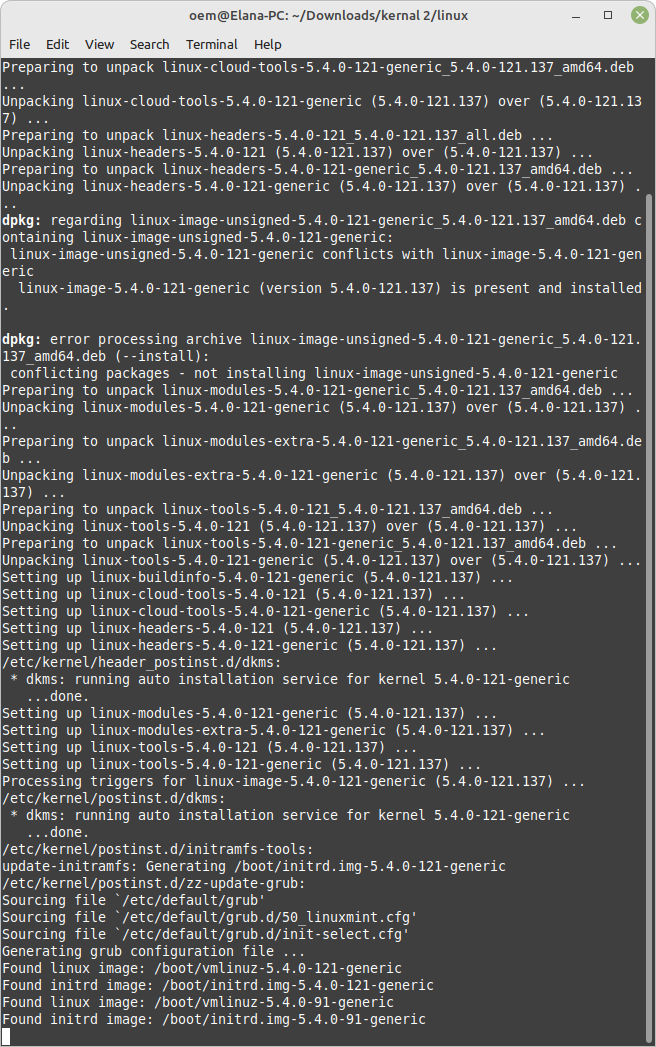 oem@Elana-PC: ~/Downloads/kernal 2/linux
File Edit View Search Terminal Help
Preparing to unpack linux-cloud-tools-5.4.0-121-generic_5.4.0-121.137_amd64.deb
...
Unpacking linux-cloud-tools-5.4.0-121-generic (5.4.0-121.137) over (5.4.0-121.13
7) ...
Preparing to unpack linux-headers-5.4.0-121_5.4.0-121.137_all.deb ...
Unpacking linux-headers-5.4.0-121 (5.4.0-121.137) over (5.4.0-121.137) ...
Preparing to unpack linux-headers-5.4.0-121-generic_5.4.0-121.137_amd64.deb ...
Unpacking linux-headers-5.4.0-121-generic (5.4.0-121.137) over (5.4.0-121.137) .
..
dpkg: regarding linux-image-unsigned-5.4.0-121-generic_5.4.0-121.137_amd64.deb c
ontaining linux-image-unsigned-5.4.0-121-generic:
 linux-image-unsigned-5.4.0-121-generic conflicts with linux-image-5.4.0-121-gen
eric
  linux-image-5.4.0-121-generic (version 5.4.0-121.137) is present and installed
.

dpkg: error processing archive linux-image-unsigned-5.4.0-121-generic_5.4.0-121.
137_amd64.deb (--install):
 conflicting packages - not installing linux-image-unsigned-5.4.0-121-generic
Preparing to unpack linux-modules-5.4.0-121-generic_5.4.0-121.137_amd64.deb ...
Unpacking linux-modules-5.4.0-121-generic (5.4.0-121.137) over (5.4.0-121.137) .
..
Preparing to unpack linux-modules-extra-5.4.0-121-generic_5.4.0-121.137_amd64.de
b ...
Unpacking linux-modules-extra-5.4.0-121-generic (5.4.0-121.137) over (5.4.0-121.
137) ...
Preparing to unpack linux-tools-5.4.0-121_5.4.0-121.137_amd64.deb ...
Unpacking linux-tools-5.4.0-121 (5.4.0-121.137) over (5.4.0-121.137) ...
Preparing to unpack linux-tools-5.4.0-121-generic_5.4.0-121.137_amd64.deb ...
Unpacking linux-tools-5.4.0-121-generic (5.4.0-121.137) over (5.4.0-121.137) ...
Setting up linux-buildinfo-5.4.0-121-generic (5.4.0-121.137) ...
Setting up linux-cloud-tools-5.4.0-121 (5.4.0-121.137) ...
Setting up linux-cloud-tools-5.4.0-121-generic (5.4.0-121.137) ...
Setting up linux-headers-5.4.0-121 (5.4.0-121.137) ...
Setting up linux-headers-5.4.0-121-generic (5.4.0-121.137) ...
/etc/kernel/header_postinst.d/dkms:
 * dkms: running auto installation service for kernel 5.4.0-121-generic
   ...done.
Setting up linux-modules-5.4.0-121-generic (5.4.0-121.137) ...
Setting up linux-modules-extra-5.4.0-121-generic (5.4.0-121.137) ...
Setting up linux-tools-5.4.0-121 (5.4.0-121.137) ...
Setting up linux-tools-5.4.0-121-generic (5.4.0-121.137) ...
Processing triggers for linux-image-5.4.0-121-generic (5.4.0-121.137) ...
/etc/kernel/postinst.d/dkms:
 * dkms: running auto installation service for kernel 5.4.0-121-generic
   ...done.
/etc/kernel/postinst.d/initramfs-tools:
update-initramfs: Generating /boot/initrd.img-5.4.0-121-generic
/etc/kernel/postinst.d/zz-update-grub:
Sourcing file `/etc/default/grub'
Sourcing file `/etc/default/grub.d/50_linuxmint.cfg'
Sourcing file `/etc/default/grub.d/init-select.cfg'
Generating grub configuration file ...
Found linux image: /boot/vmlinuz-5.4.0-121-generic
Found initrd image: /boot/initrd.img-5.4.0-121-generic
Found linux image: /boot/vmlinuz-5.4.0-91-generic
Found initrd image: /boot/initrd.img-5.4.0-91-generic